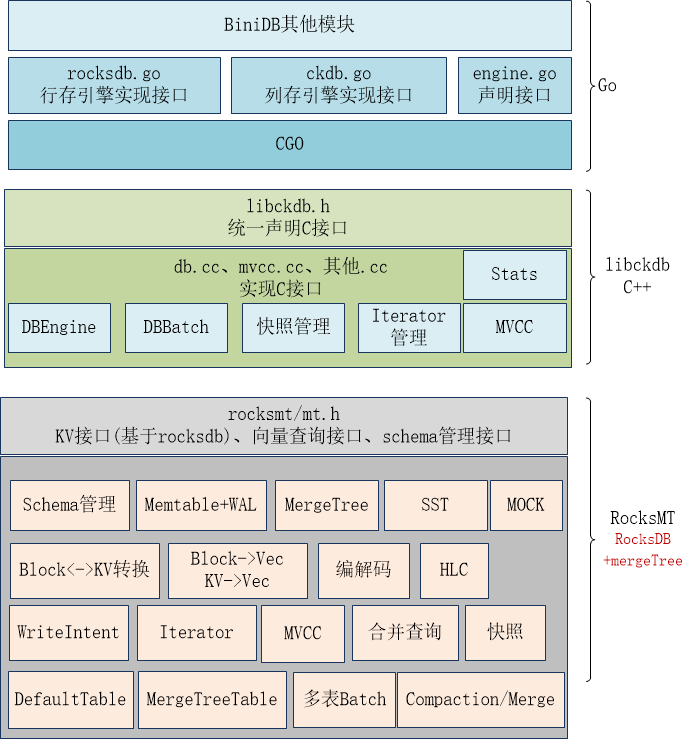 BiniDB其他模块
rocksdb.go
行存引擎实现接口
ckdb.go
列存引擎实现接口
engine.go
声明接口
CGO
Go
libckdb.h
统一声明C接口
db.cc、mvcc.cc、其他.cc
实现C接口
Stats
DBEngine
DBBatch
快照管理
Iterator
管理
MVCC
libckdb
C++
rocksmt/mt.h
KV接口(基于rocksdb)、向量查询接口、schema管理接口
Schema管理
Memtable+WAL
MergeTree
SST
MOCK
Block<->KV转换
Block->Vec
KV->Vec
编解码
HLC
WriteIntent
Iterator
MVCC
合并查询
快照
DefaultTable
MergeTreeTable
多表Batch
Compaction/Merge
RocksMT
RocksDB
+mergeTree